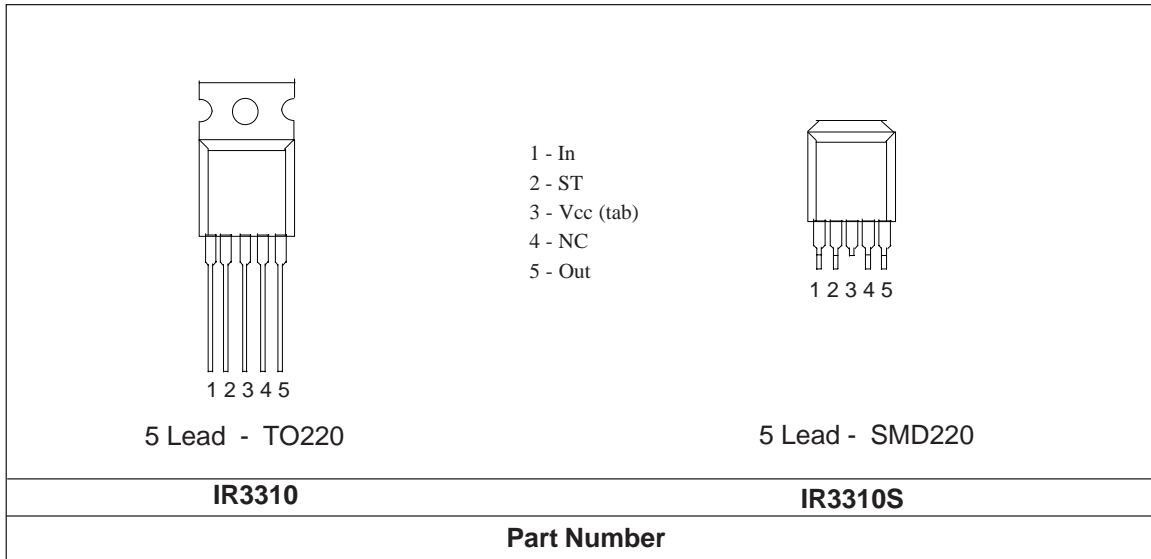 1 - In
2 - ST
3 - Vcc (tab)
4 - NC
5 - Out
1 2 3 4 5
1 2 3 4 5
5 Lead - TO220
5 Lead - SMD220
IR3310
IR3310S
Part Number